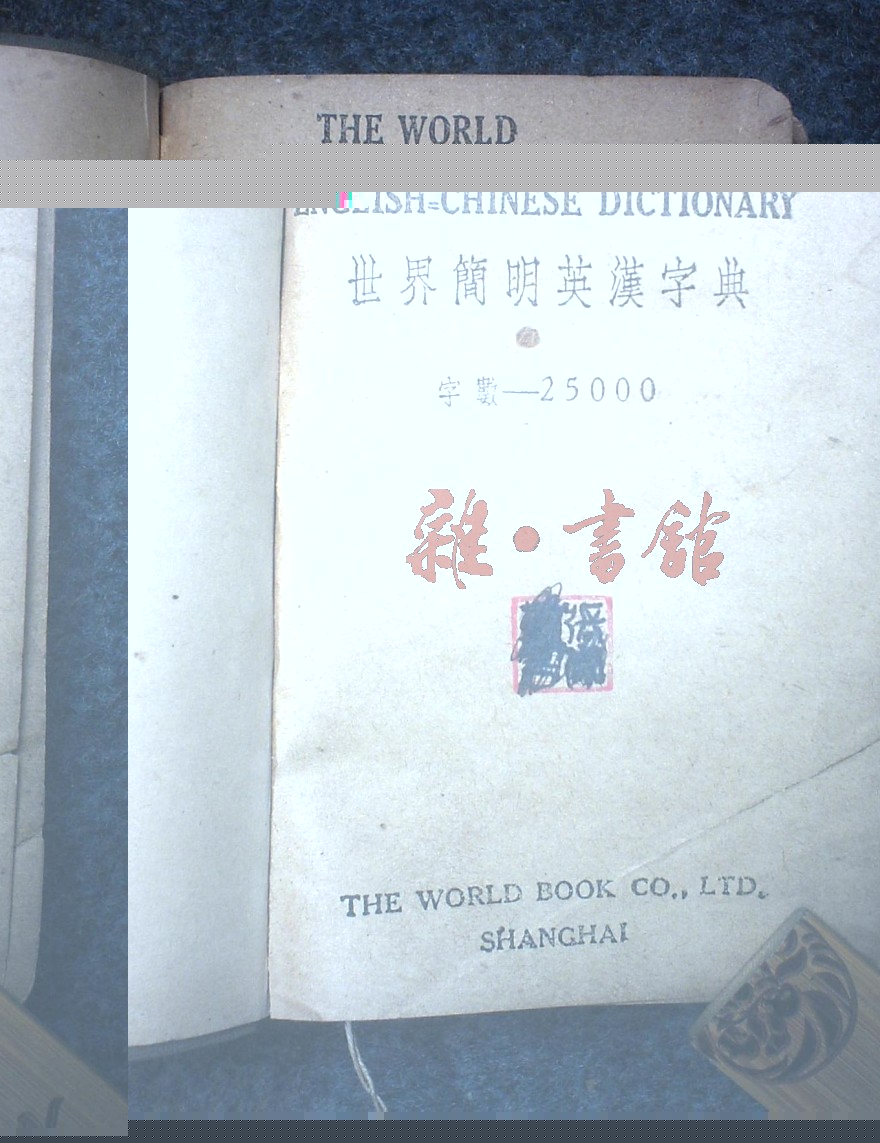 THE WORLD
ENGLISH=CHINESE DICTIONARY
世界簡明英漢字典
字數—25000
雜·書館
張
THE WORLD BOOK CO., LTD.
SHANGHAI